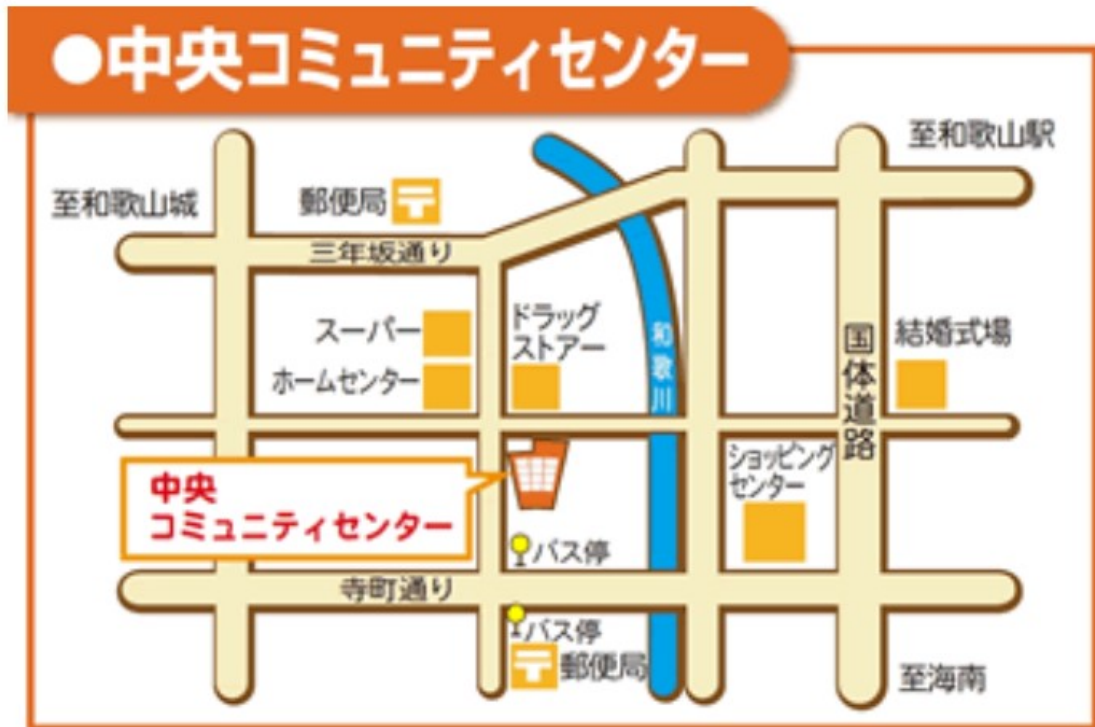 ●中央コミュニティセンター
至和歌山駅
至和歌山城
郵便局
三年坂通り
スーパー
ホームセンター
ドラッグ
ストアー
和歌川
国体道路
結婚式場
中央
コミュニティセンター
ショッピング
センター
バス停
寺町通り
バス停
郵便局
至海南